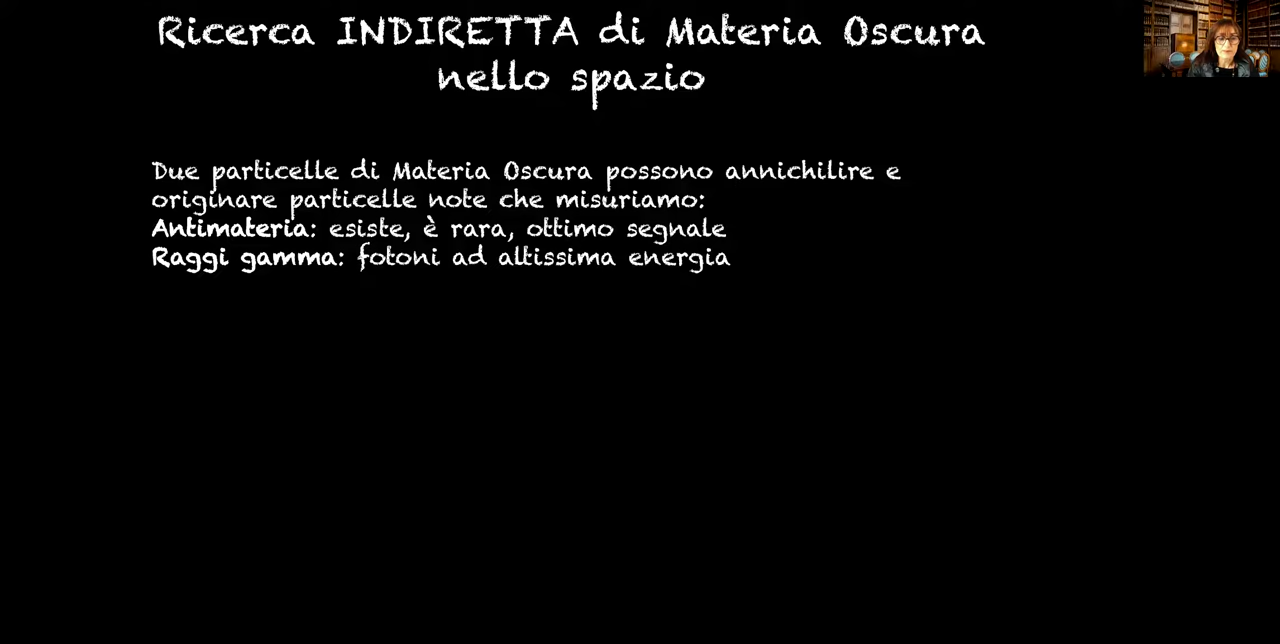 Ricerca INDIRETTA di Materia Oscura
nello spazio
Due particelle di Materia Oscura possono annichilire e
originare particelle note che misuriamo:
Antimateria: esiste, è rara, ottimo segnale
Raggi gamma: fotoni ad altissima energia